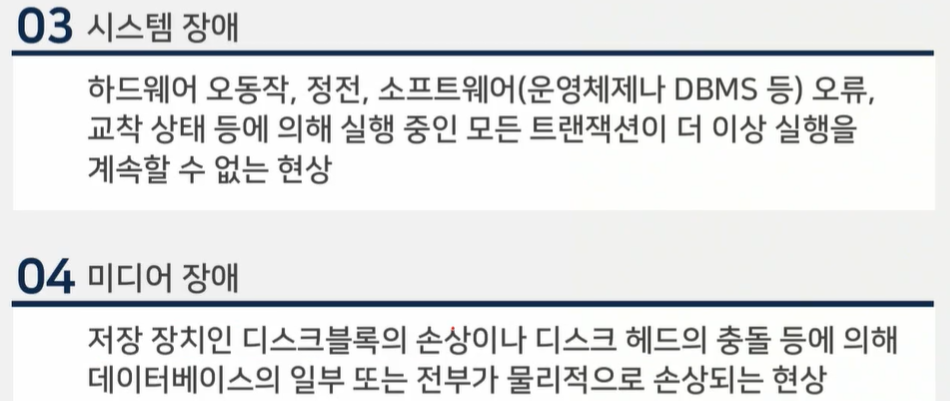 03 시스템 장애
하드웨어 오동작, 정전, 소프트웨어(운영체제나 DBMS 등) 오류,
교착 상태 등에 의해 실행 중인 모든 트랜잭션이 더 이상 실행을
계속할 수 없는 현상
04 미디어 장애
저장 장치인 디스크블록의 손상이나 디스크 헤드의 충돌 등에 의해
데이터베이스의 일부 또는 전부가 물리적으로 손상되는 현상